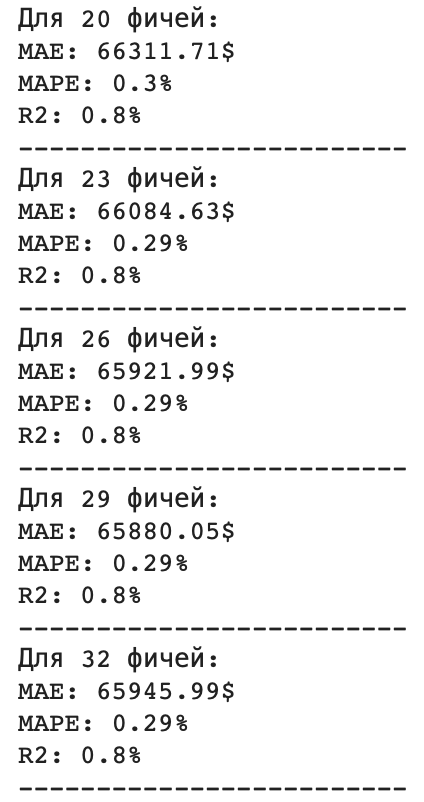 Для 20 фичей:
MAE: 66311.71$
MAPE: 0.3%
R2: 0.8%
-------------------------
Для 23 фичей:
MAE: 66084.63$
MAPE: 0.29%
R2: 0.8%
-------------------------
Для 26 фичей:
MAE: 65921.99$
MAPE: 0.29%
R2: 0.8%
-------------------------
Для 29 фичей:
MAE: 65880.05$
MAPE: 0.29%
R2: 0.8%
-------------------------
Для 32 фичей:
MAE: 65945.99$
MAPE: 0.29%
R2: 0.8%
-------------------------